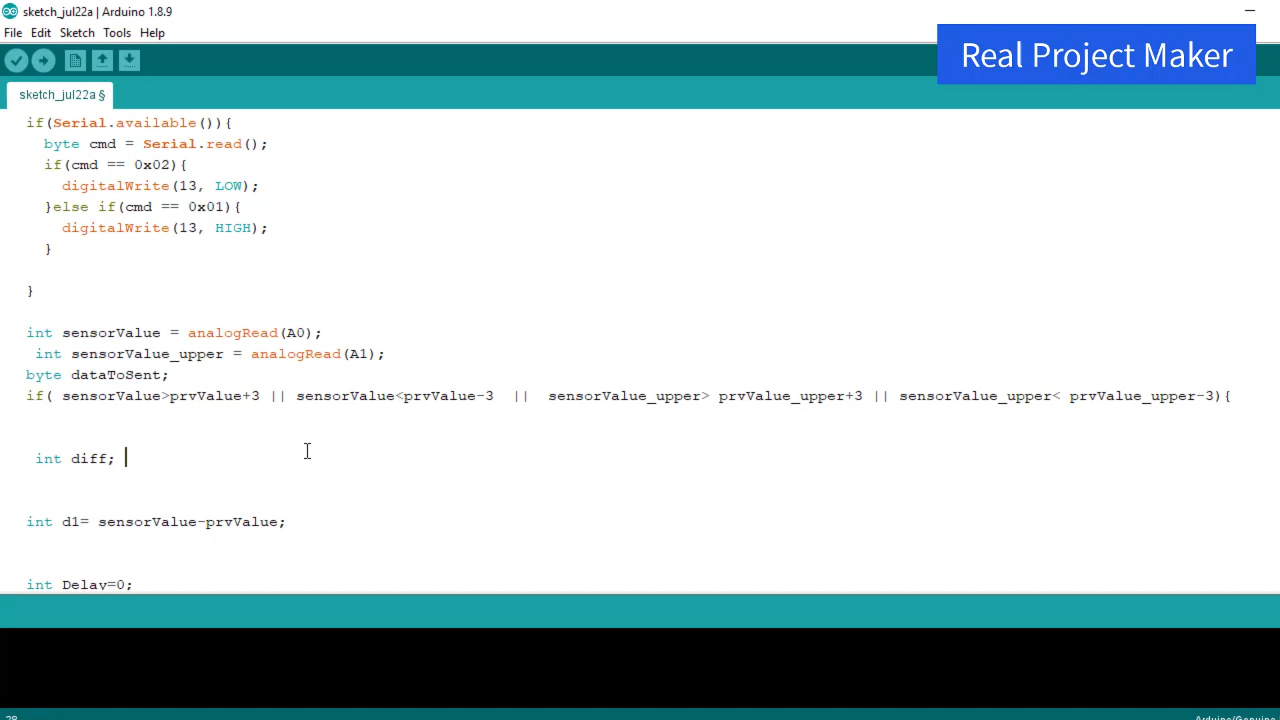 sketch_jul22a | Arduino 1.8.9
File Edit Sketch Tools Help
Real Project Maker
sketch_jul22a §
if(Serial.available()){
byte cmd = Serial.read();
if(cmd == 0x02){
digitalWrite(13, LOW);
}else if(cmd == 0x01){
digitalWrite(13, HIGH);
}
}
int sensorValue = analogRead(A0);
int sensorValue_upper = analogRead(A1);
byte dataToSent;
if( sensorValue>prvValue+3 || sensorValue<prvValue-3 || sensorValue_upper> prvValue_upper+3 || sensorValue_upper< prvValue_upper-3){
int diff;
int d1= sensorValue-prvValue;
int Delay=0;